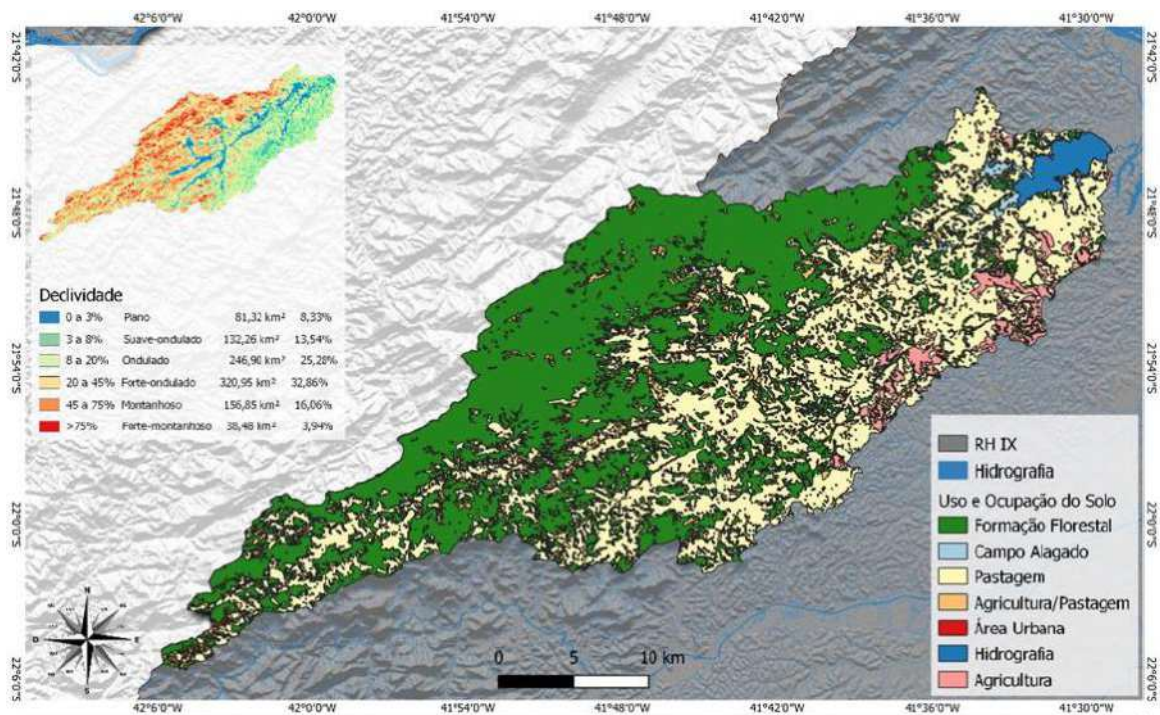 42°6'0"O 42°0'0"O 41°54'0"O 41°48'0"O 41°42'0"O 41°36'0"O 41°30'0"O
21°42'0"S
21°48'0"S
21°54'0"S
22°0'0"S
22°6'0"S
Declividade
0 a 3% Plano 81,32 km² 8,33%
3 a 8% Suave-ondulado 132,26 km² 13,54%
8 a 20% Ondulado 246,90 km² 25,28%
20 a 45% Forte-ondulado 320,95 km² 32,86%
45 a 75% Montanhoso 156,85 km² 16,06%
>75% Forte-montanhoso 38,48 km² 3,94%
N
O E
S
0 5 10 km
RH IX
Hidrografia
Uso e Ocupação do Solo
Formação Florestal
Campo Alagado
Pastagem
Agricultura/Pastagem
Área Urbana
Hidrografia
Agricultura
21°42'0"S
21°48'0"S
21°54'0"S
22°0'0"S
22°6'0"S
42°6'0"O 42°0'0"O 41°54'0"O 41°48'0"O 41°42'0"O 41°36'0"O 41°30'0"O